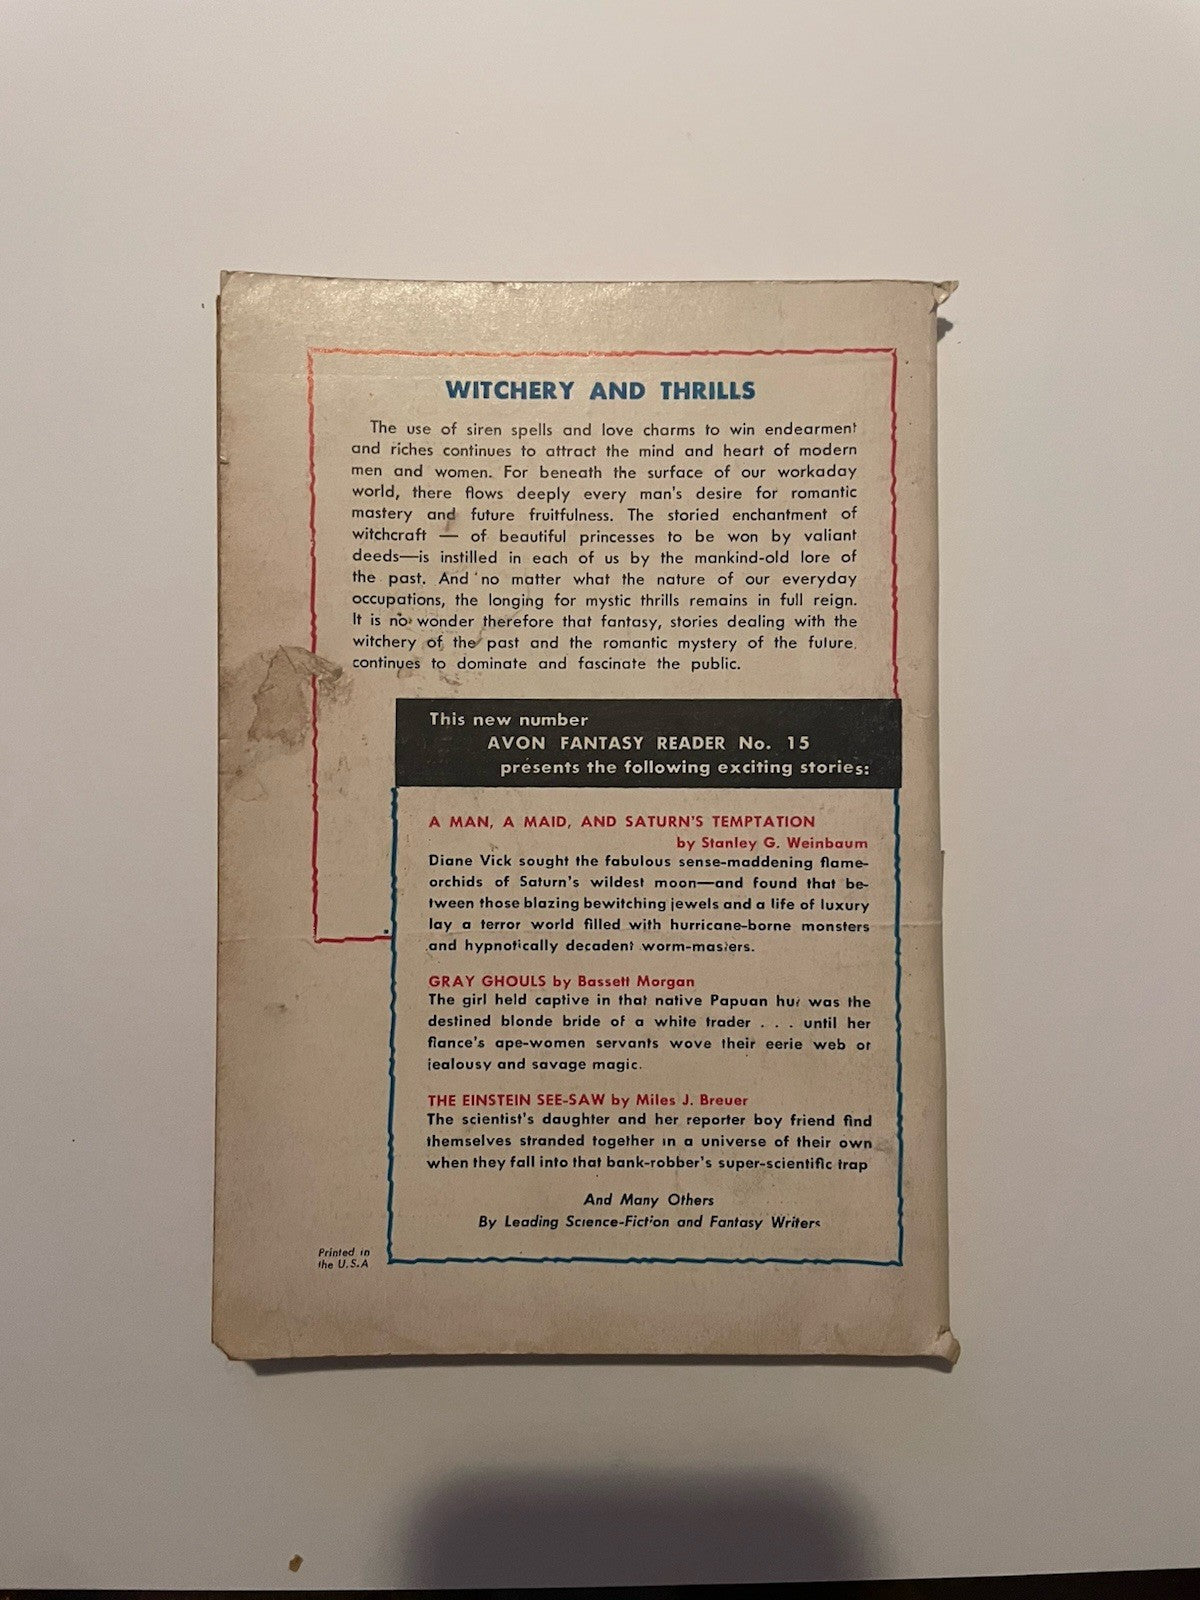 WITCHERY AND THRILLS
The use of siren spells and love charms to win endearment
and riches continues to attract the mind and heart of modern
men and women. For beneath the surface of our workaday
world, there flows deeply every man's desire for romantic
mastery and future fruitfulness. The storied enchantment of
witchcraft — of beautiful princesses to be won by valiant
deeds—is instilled in each of us by the mankind-old lore of
the past. And no matter what the nature of our everyday
occupations, the longing for mystic thrills remains in full reign.
It is no wonder therefore that fantasy, stories dealing with the
witchery of the past and the romantic mystery of the future,
continues to dominate and fascinate the public.
This new number
AVON FANTASY READER No. 15
presents the following exciting stories:
A MAN, A MAID, AND SATURN'S TEMPTATION
by Stanley G. Weinbaum
Diane Vick sought the fabulous sense-maddening flame-
orchids of Saturn's wildest moon—and found that be-
tween those blazing bewitching jewels and a life of luxury
lay a terror world filled with hurricane-borne monsters
and hypnotically decadent worm-masters.
GRAY GHOULS by Bassett Morgan
The girl held captive in that native Papuan hut was the
destined blonde bride of a white trader . . . until her
fiance's ape-women servants wove their eerie web of
jealousy and savage magic.
THE EINSTEIN SEE-SAW by Miles J. Breuer
The scientist's daughter and her reporter boy friend find
themselves stranded together in a universe of their own
when they fall into that bank-robber's super-scientific trap
And Many Others
By Leading Science-Fiction and Fantasy Writers
Printed in
the U.S.A